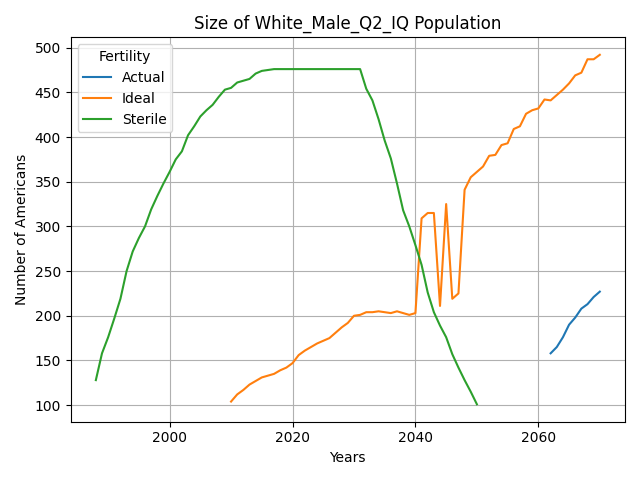 Size of White_Male_Q2_IQ Population
Fertility
Actual
Ideal
Sterile
Number of Americans
500
450
400
350
300
250
200
150
100
2000
2020
2040
2060
Years